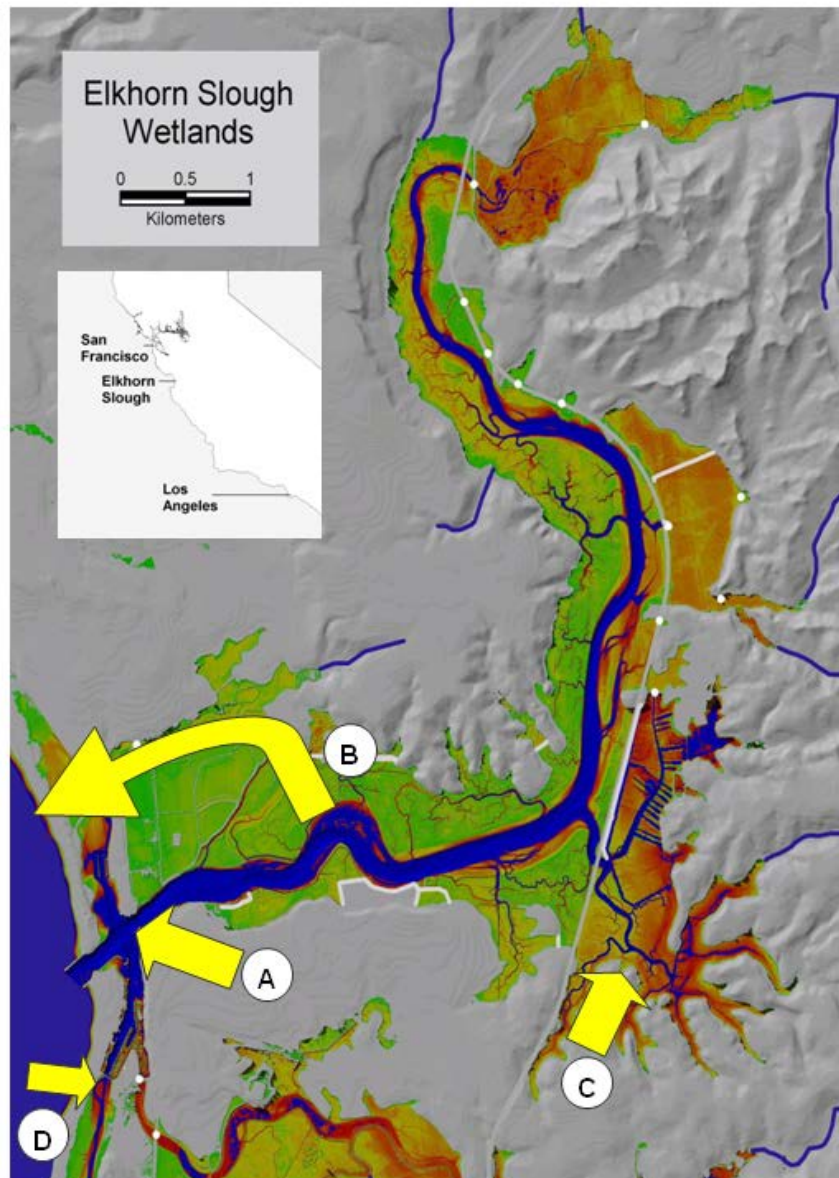 Elkhorn Slough
Wetlands
0 0.5 1
Kilometers
San
Francisco
Elkhorn
Slough
Los
Angeles
B
A
C
D